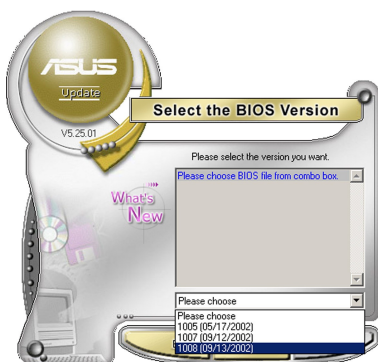 ASUS
Update
V5.25.01
Select the BIOS Version
Please select the version you want.
Please choose BIOS file from combo box.
What's
New
Please choose
Please choose
1005 (05/17/2002)
1007 (09/12/2002)
1008 (09/13/2002)